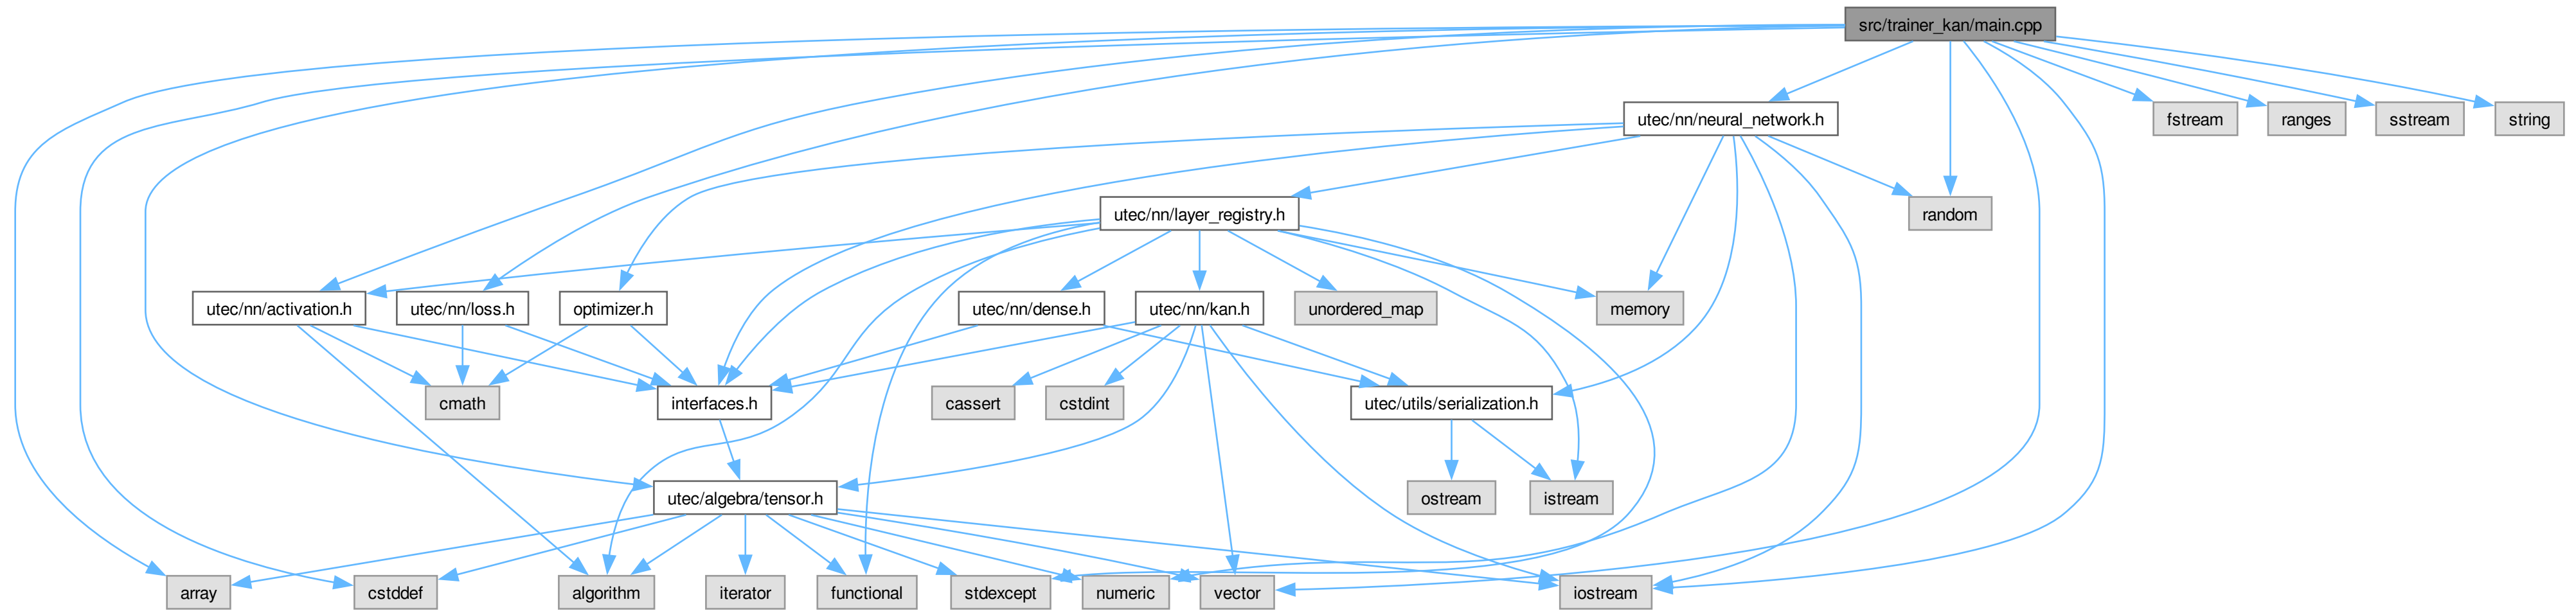 src/trainer_kan/main.cpp
utec/nn/neural_network.h
fstream
ranges
sstream
string
utec/nn/layer_registry.h
random
utec/nn/activation.h
utec/nn/loss.h
optimizer.h
utec/nn/dense.h
utec/nn/kan.h
unordered_map
memory
cmath
interfaces.h
cassert
cstdint
utec/utils/serialization.h
utec/algebra/tensor.h
ostream
istream
array
cstddef
algorithm
iterator
functional
stdexcept
numeric
vector
iostream